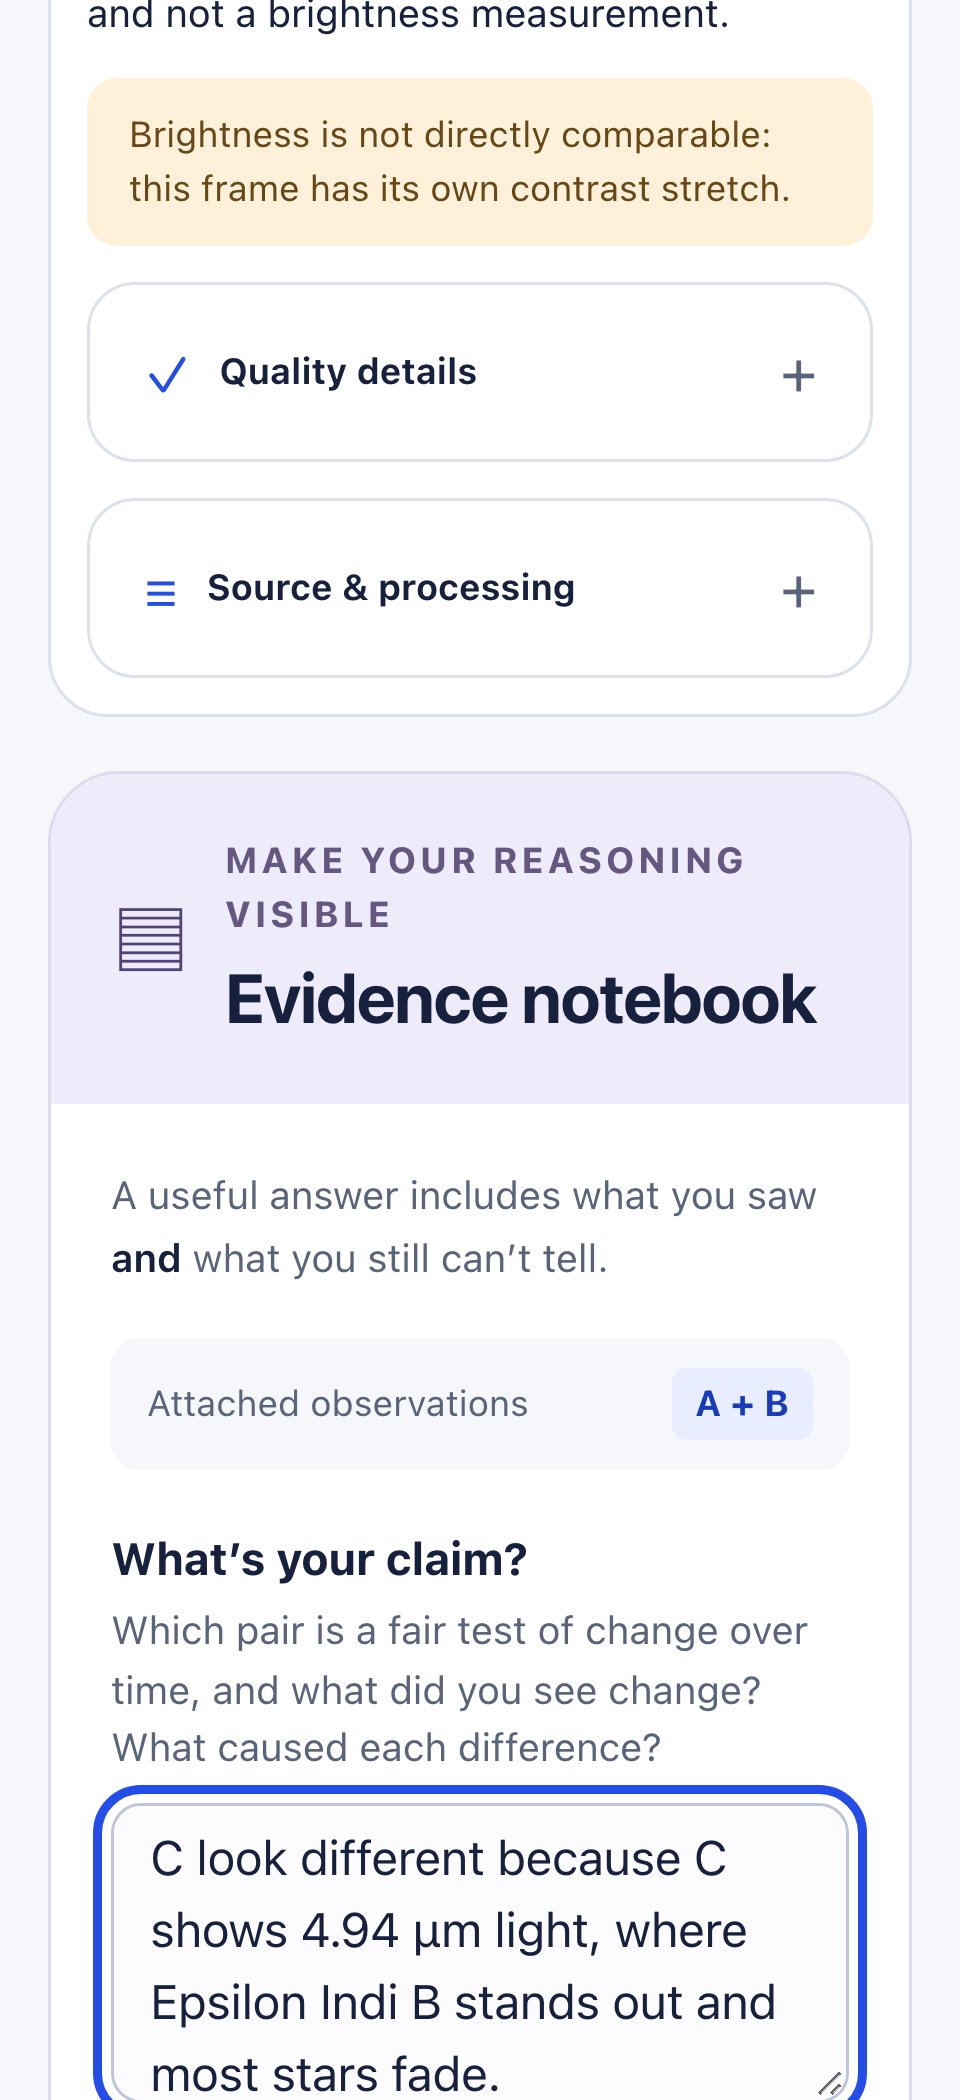 and not a brightness measurement.
Brightness is not directly comparable:
this frame has its own contrast stretch.
Quality details
Source & processing
MAKE YOUR REASONING
VISIBLE
Evidence notebook
A useful answer includes what you saw
and what you still can’t tell.
Attached observations
A + B
What’s your claim?
Which pair is a fair test of change over
time, and what did you see change?
What caused each difference?
C look different because C
shows 4.94 µm light, where
Epsilon Indi B stands out and
most stars fade.